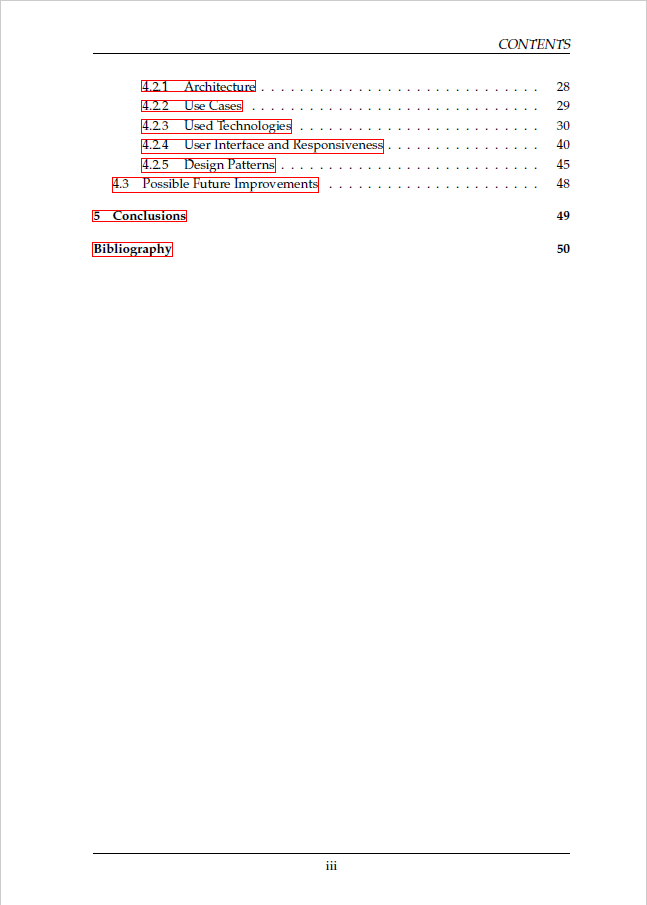 CONTENTS
4.2.1 Architecture . . . . . . . . . . . . . . . . . . . . . . . . . . . . . 28
4.2.2 Use Cases . . . . . . . . . . . . . . . . . . . . . . . . . . . . . . 29
4.2.3 Used Technologies . . . . . . . . . . . . . . . . . . . . . . . . . 30
4.2.4 User Interface and Responsiveness . . . . . . . . . . . . . . . . 40
4.2.5 Design Patterns . . . . . . . . . . . . . . . . . . . . . . . . . . . 45
4.3 Possible Future Improvements . . . . . . . . . . . . . . . . . . . . . . 48
5 Conclusions 49
Bibliography 50
iii